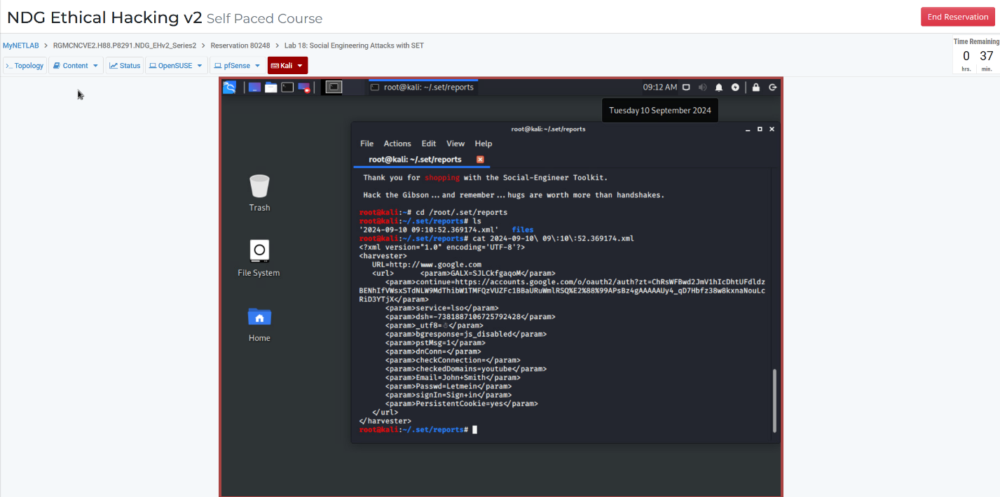 NDG Ethical Hacking v2 Self Paced Course
End Reservation
MyNETLAB > RGMCNCVE2.H88.P8291.NDG_EHv2_Series2 > Reservation 80248 > Lab 18: Social Engineering Attacks with SET
Time Remaining
0 37
hrs. min.
Topology Content Status OpenSUSE pfSense Kali
root@kali: ~/.set/reports
09:12 AM
Tuesday 10 September 2024
root@kali: ~/.set/reports
File Actions Edit View Help
root@kali: ~/.set/reports
Trash
File System
Home
Thank you for shopping with the Social-Engineer Toolkit.
Hack the Gibson...and remember...hugs are worth more than handshakes.
root@kali:~# cd /root/.set/reports
root@kali:~/.set/reports# ls
'2024-09-10 09:10:52.369174.xml' files
root@kali:~/.set/reports# cat 2024-09-10\ 09\:10\:52.369174.xml
<?xml version="1.0" encoding='UTF-8'?>
<harvester>
URL=http://www.google.com
<url> <param>GALX=SJLCkfgaqoM</param>
<param>continue=https://accounts.google.com/o/oauth2/auth?zt=ChRsWFBwd2JmV1hIcDhtUFdldz
BENhIfVWsxSTdNLW9MdThibW1TMFQzVUZFc1BBaURuWmlRSQ%E2%88%99APsBz4gAAAAAUy4_qD7Hbfz38w8kxnaNouLc
RiD3YTjX</param>
<param>service=lso</param>
<param>dsh=-7381887106725792428</param>
<param>_utf8=☃</param>
<param>bgresponse=js_disabled</param>
<param>pstMsg=1</param>
<param>dnConn=</param>
<param>checkConnection=</param>
<param>checkedDomains=youtube</param>
<param>Email=John+Smith</param>
<param>Passwd=Letmein</param>
<param>signIn=Sign+in</param>
<param>PersistentCookie=yes</param>
</url>
</harvester>
root@kali:~/.set/reports#